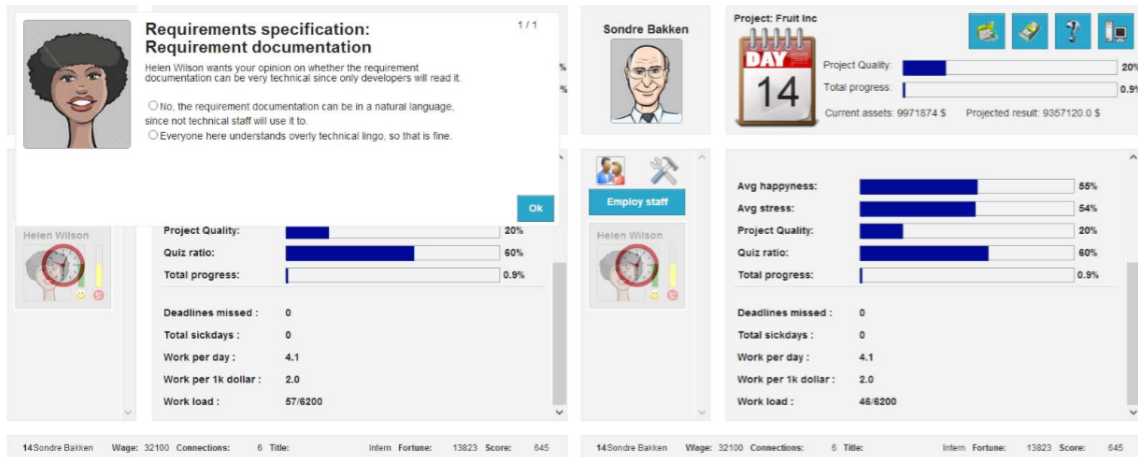 Requirements specification:
Requirement documentation
1 / 1
Helen Wilson wants your opinion on whether the requirement
documentation can be very technical since only developers will read it.
No, the requirement documentation can be in a natural language,
since not technical staff will use it to.
Everyone here understands overly technical lingo, so that is fine.
Ok
%
%
Helen Wilson
Project Quality: 20%
Quiz ratio: 60%
Total progress: 0.9%
Deadlines missed : 0
Total sickdays : 0
Work per day : 4.1
Work per 1k dollar : 2.0
Work load : 57/6200
14 Sondre Bakken Wage: 32100 Connections: 6 Title: Intern Fortune: 13823 Score: 645
Sondre Bakken
Project: Fruit Inc
DAY
14
Project Quality: 20%
Total progress: 0.9%
Current assets: 9971874 $ Projected result: 9357120.0 $
Employ staff
Helen Wilson
Avg happyness: 55%
Avg stress: 54%
Project Quality: 20%
Quiz ratio: 60%
Total progress: 0.9%
Deadlines missed : 0
Total sickdays : 0
Work per day : 4.1
Work per 1k dollar : 2.0
Work load : 46/6200
14 Sondre Bakken Wage: 32100 Connections: 6 Title: Intern Fortune: 13823 Score: 645